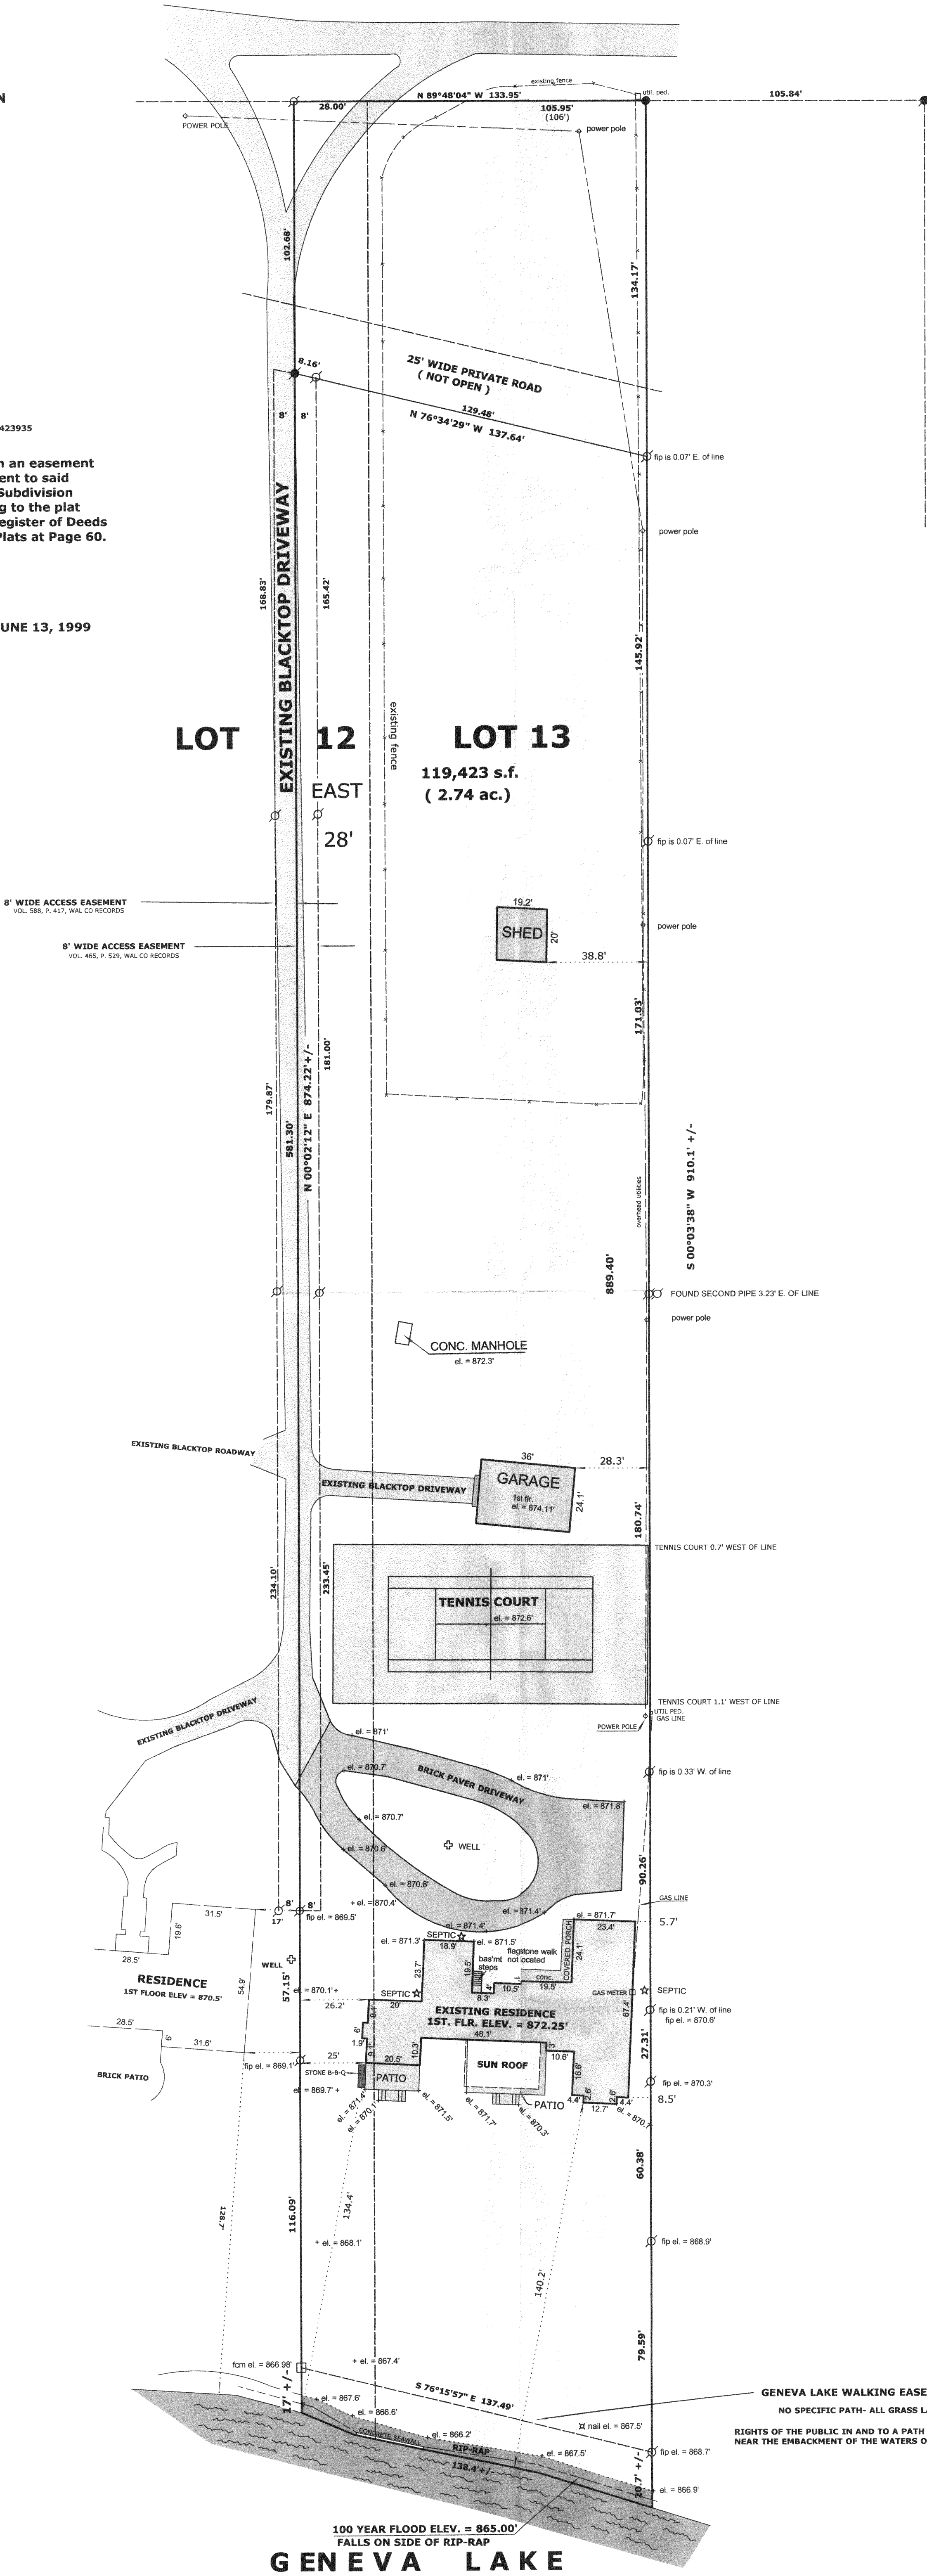 N
existing fence
util. ped.
N 89°48'04" W 133.95'
105.84'
28.00'
105.95'
(106')
POWER POLE
power pole
102.68'
134.17'
25' WIDE PRIVATE ROAD
( NOT OPEN )
8.16'
129.48'
N 76°34'29" W 137.64'
8'
8'
423935
fip is 0.07' E. of line
n an easement
ent to said
Subdivision
g to the plat
egister of Deeds
Plats at Page 60.
power pole
EXISTING BLACKTOP DRIVEWAY
168.83'
165.42'
UNE 13, 1999
145.92'
existing fence
LOT 12
LOT 13
119,423 s.f.
( 2.74 ac.)
EAST
28'
fip is 0.07' E. of line
8' WIDE ACCESS EASEMENT
VOL. 588, P. 417, WAL CO RECORDS
19.2'
SHED
20'
power pole
8' WIDE ACCESS EASEMENT
VOL. 465, P. 529, WAL CO RECORDS
38.8'
171.03'
181.00'
179.87'
581.30'
N 00°02'12" E 874.22'+/-
S 00°03'38" W 910.1' +/-
overhead utilities
889.40'
FOUND SECOND PIPE 3.23' E. OF LINE
power pole
CONC. MANHOLE
el. = 872.3'
EXISTING BLACKTOP ROADWAY
36'
28.3'
GARAGE
EXISTING BLACKTOP DRIVEWAY
1st flr.
el. = 874.11'
24.1'
180.74'
TENNIS COURT 0.7' WEST OF LINE
234.10'
233.45'
TENNIS COURT
el. = 872.6'
TENNIS COURT 1.1' WEST OF LINE
UTIL PED.
GAS LINE
POWER POLE
EXISTING BLACKTOP DRIVEWAY
el. = 871'
el. = 870.7'
BRICK PAVER DRIVEWAY
el. = 871'
fip is 0.33' W. of line
el. = 871.8'
el. = 870.7'
WELL
el. = 870.6'
90.26'
el. = 870.8'
GAS LINE
8'
8'
el. = 870.4'
17'
fip el. = 869.5'
el. = 871.4'
el. = 871.4'
el. = 871.7'
5.7'
31.5'
19.6'
23.4'
SEPTIC
el. = 871.3'
18.9'
el. = 871.5'
COVERED PORCH
24.1'
28.5'
WELL
bas'mt
steps
flagstone walk
not located
conc.
RESIDENCE
1ST FLOOR ELEV = 870.5'
54.9'
57.15'
el. = 870.1'
23.7'
19.5'
4'
1'
10.5'
19.5'
8.3'
GAS METER
SEPTIC
SEPTIC
26.2'
20'
9.1'
EXISTING RESIDENCE
1ST. FLR. ELEV. = 872.25'
67.4'
fip is 0.21' W. of line
fip el. = 870.6'
28.5'
6'
31.6'
6'
1.9'
9.1'
10.3'
48.1'
27.31'
fip el. = 869.1'
25'
20.5'
SUN ROOF
3'
10.6'
16.6'
BRICK PATIO
STONE B-B-Q
PATIO
fip el. = 870.3'
el. = 869.7'
el. = 871.4'
el. = 870.1'
el. = 871.5'
el. = 871.7'
el. = 870.3'
PATIO
4.4'
2.6'
12.7'
2.6'
4.4'
el. = 870.7'
8.5'
60.38'
128.7'
116.09'
134.4'
el. = 868.1'
fip el. = 868.9'
140.2'
79.59'
fcm el. = 866.98'
el. = 867.4'
S 76°15'57" E 137.49'
GENEVA LAKE WALKING EASE
NO SPECIFIC PATH- ALL GRASS LA
17' +/-
el. = 867.6'
el. = 866.6'
nail el. = 867.5'
RIGHTS OF THE PUBLIC IN AND TO A PATH
NEAR THE EMBACKMENT OF THE WATERS O
CONCRETE SEAWALL
el. = 866.2'
RIP-RAP
el. = 867.5'
fip el. = 868.7'
138.4'+/-
20.7' +/-
el. = 866.9'
100 YEAR FLOOD ELEV. = 865.00'
FALLS ON SIDE OF RIP-RAP
GENEVA LAKE